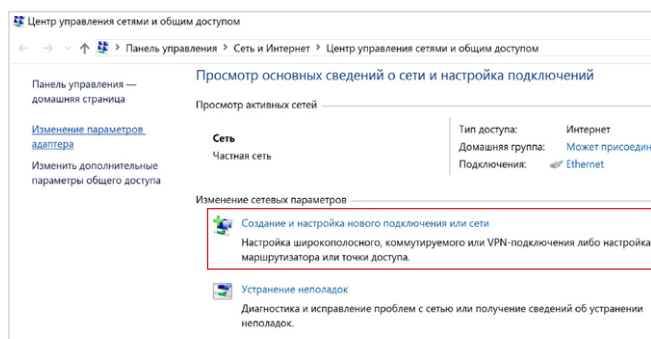 Центр управления сетями и общим доступом
Панель управления > Сеть и Интернет > Центр управления сетями и общим доступом
Панель управления —
домашняя страница
Изменение параметров
адаптера
Изменить дополнительные
параметры общего доступа
Просмотр основных сведений о сети и настройка подключений
Просмотр активных сетей
Сеть
Частная сеть
Тип доступа: Интернет
Домашняя группа: Может присоедин
Подключения: Ethernet
Изменение сетевых параметров
Создание и настройка нового подключения или сети
Настройка широкополосного, коммутируемого или VPN-подключения либо настройка
маршрутизатора или точки доступа.
Устранение неполадок
Диагностика и исправление проблем с сетью или получение сведений об устранении
неполадок.